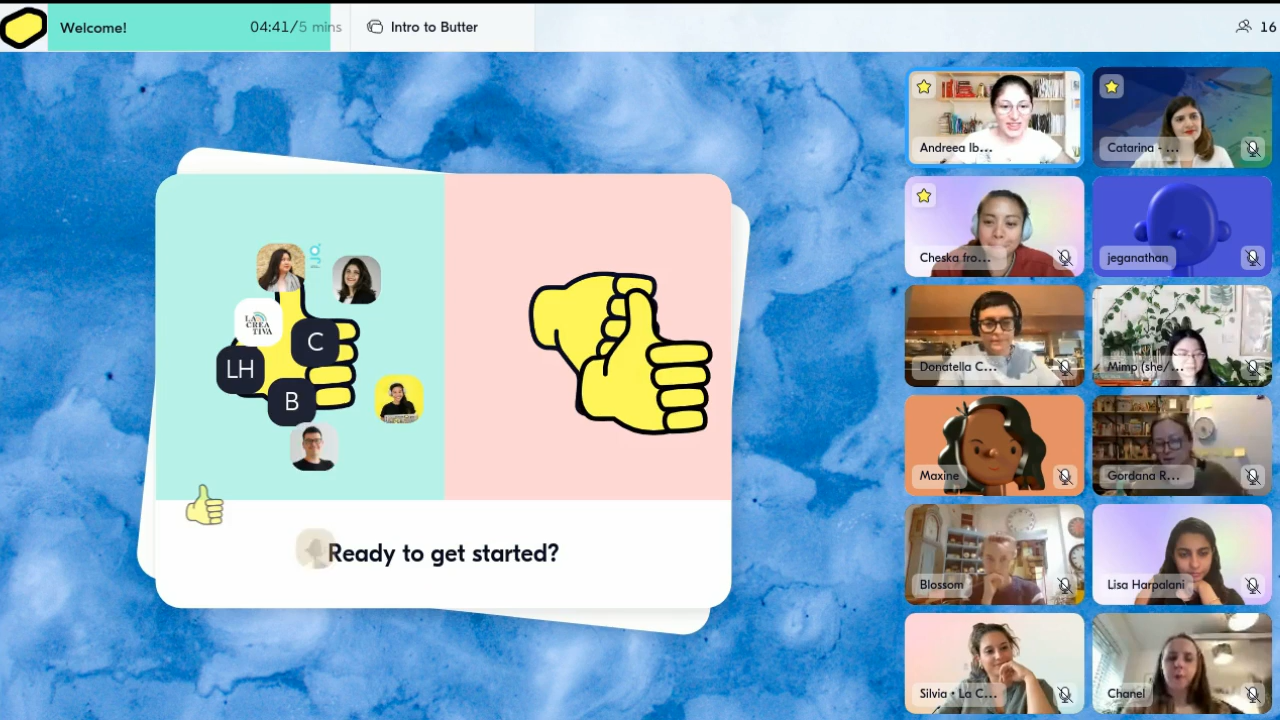 Welcome!
04:41/5 mins
Intro to Butter
16
Andreea Ib...
Catarina - ...
Cheska fro...
jeganathan
LA
CREA
TIVA
C
LH
B
Donatella C...
Mimp (she/...
Maxine
Gordana R...
Ready to get started?
Blossom
Lisa Harpalani
Silvia • La C...
Chanel